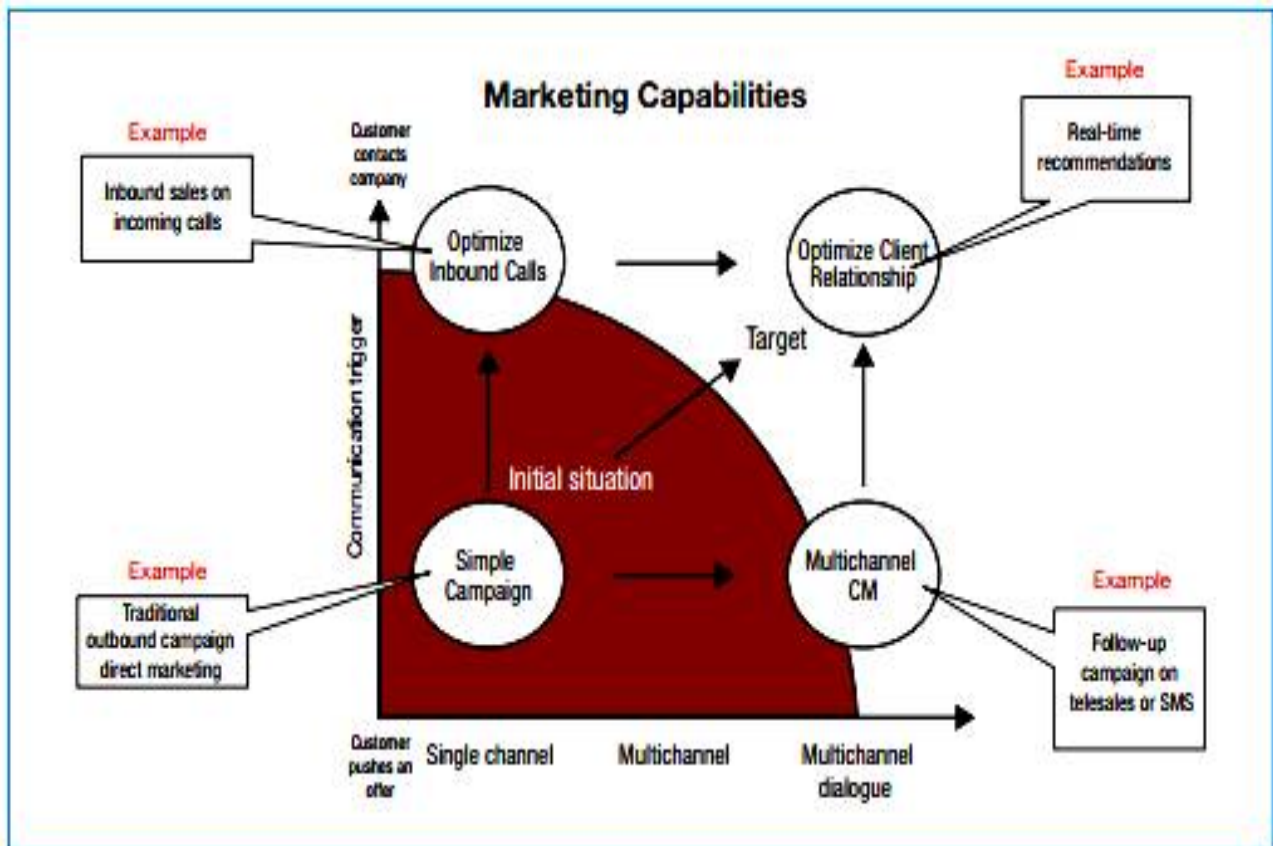 Marketing Capabilities
Example
Inbound sales on
incoming calls
Customer
contacts
company
Example
Real-time
recommendations
Optimize
Inbound Calls
Optimize Client
Relationship
Target
Communication trigger
Initial situation
Example
Traditional
outbound campaign
direct marketing
Simple
Campaign
Multichannel
CM
Example
Follow-up
campaign on
telesales or SMS
Customer
pushes an
offer
Single channel
Multichannel
Multichannel
dialogue